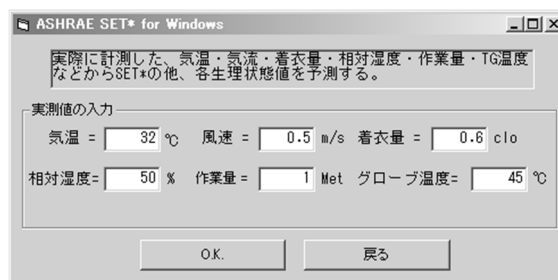 ASHRAE SET* for Windows
実際に計測した、気温・気流・着衣量・相対湿度・作業量・TG温度
などからSET*の他、各生理状態値を予測する。
実測値の入力
気温 = 32 ℃ 風速 = 0.5 m/s 着衣量 = 0.6 clo
相対湿度= 50 % 作業量 = 1 Met グローブ温度= 45 ℃
O.K. 戻る